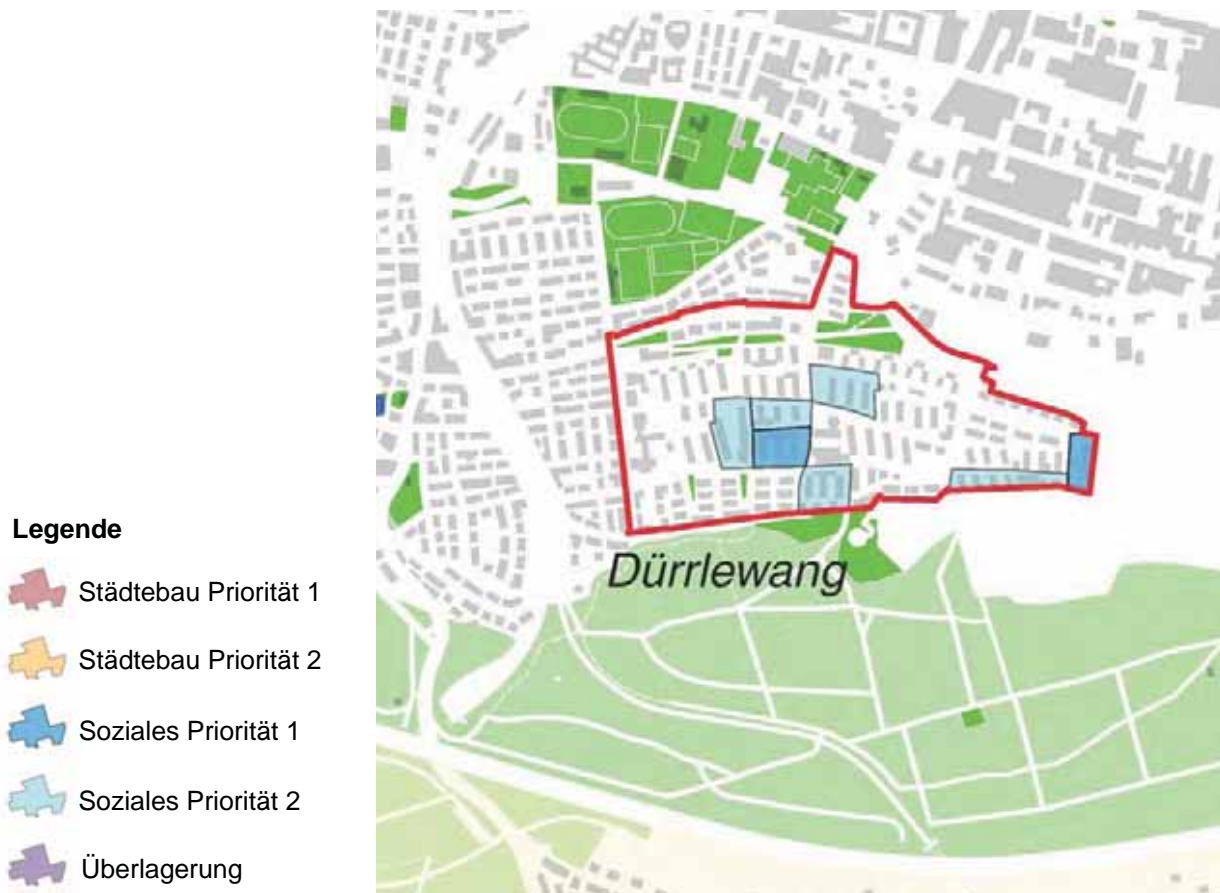 Legende
Städtebau Priorität 1
Städtebau Priorität 2
Soziales Priorität 1
Soziales Priorität 2
Überlagerung
Dürrlewang